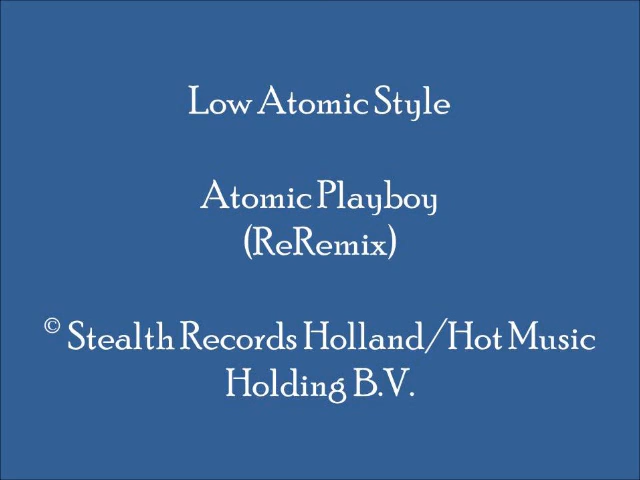 Low Atomic Style
Atomic Playboy
(ReRemix)
© Stealth Records Holland/Hot Music
Holding B.V.